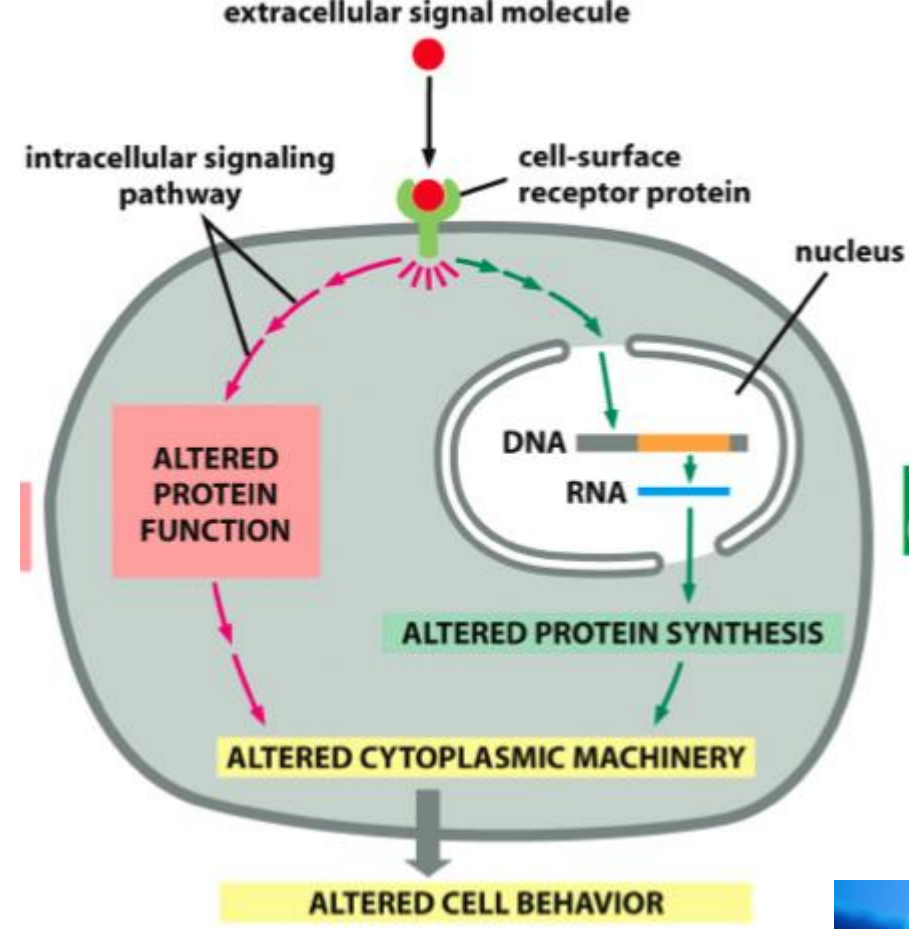 extracellular signal molecule
intracellular signaling
pathway
cell-surface
receptor protein
nucleus
DNA
RNA
ALTERED
PROTEIN
FUNCTION
ALTERED PROTEIN SYNTHESIS
ALTERED CYTOPLASMIC MACHINERY
ALTERED CELL BEHAVIOR